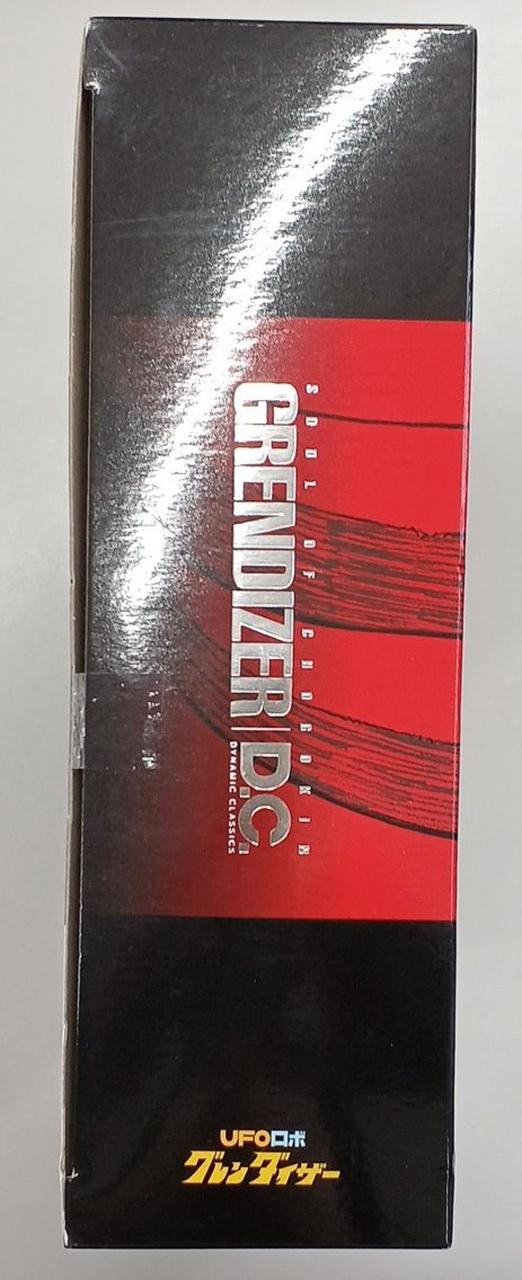 SOUL OF CHOGOKIN
GRENDIZER|D.C.
DYNAMIC CLASSICS
UFOロボ
グレンダイザー